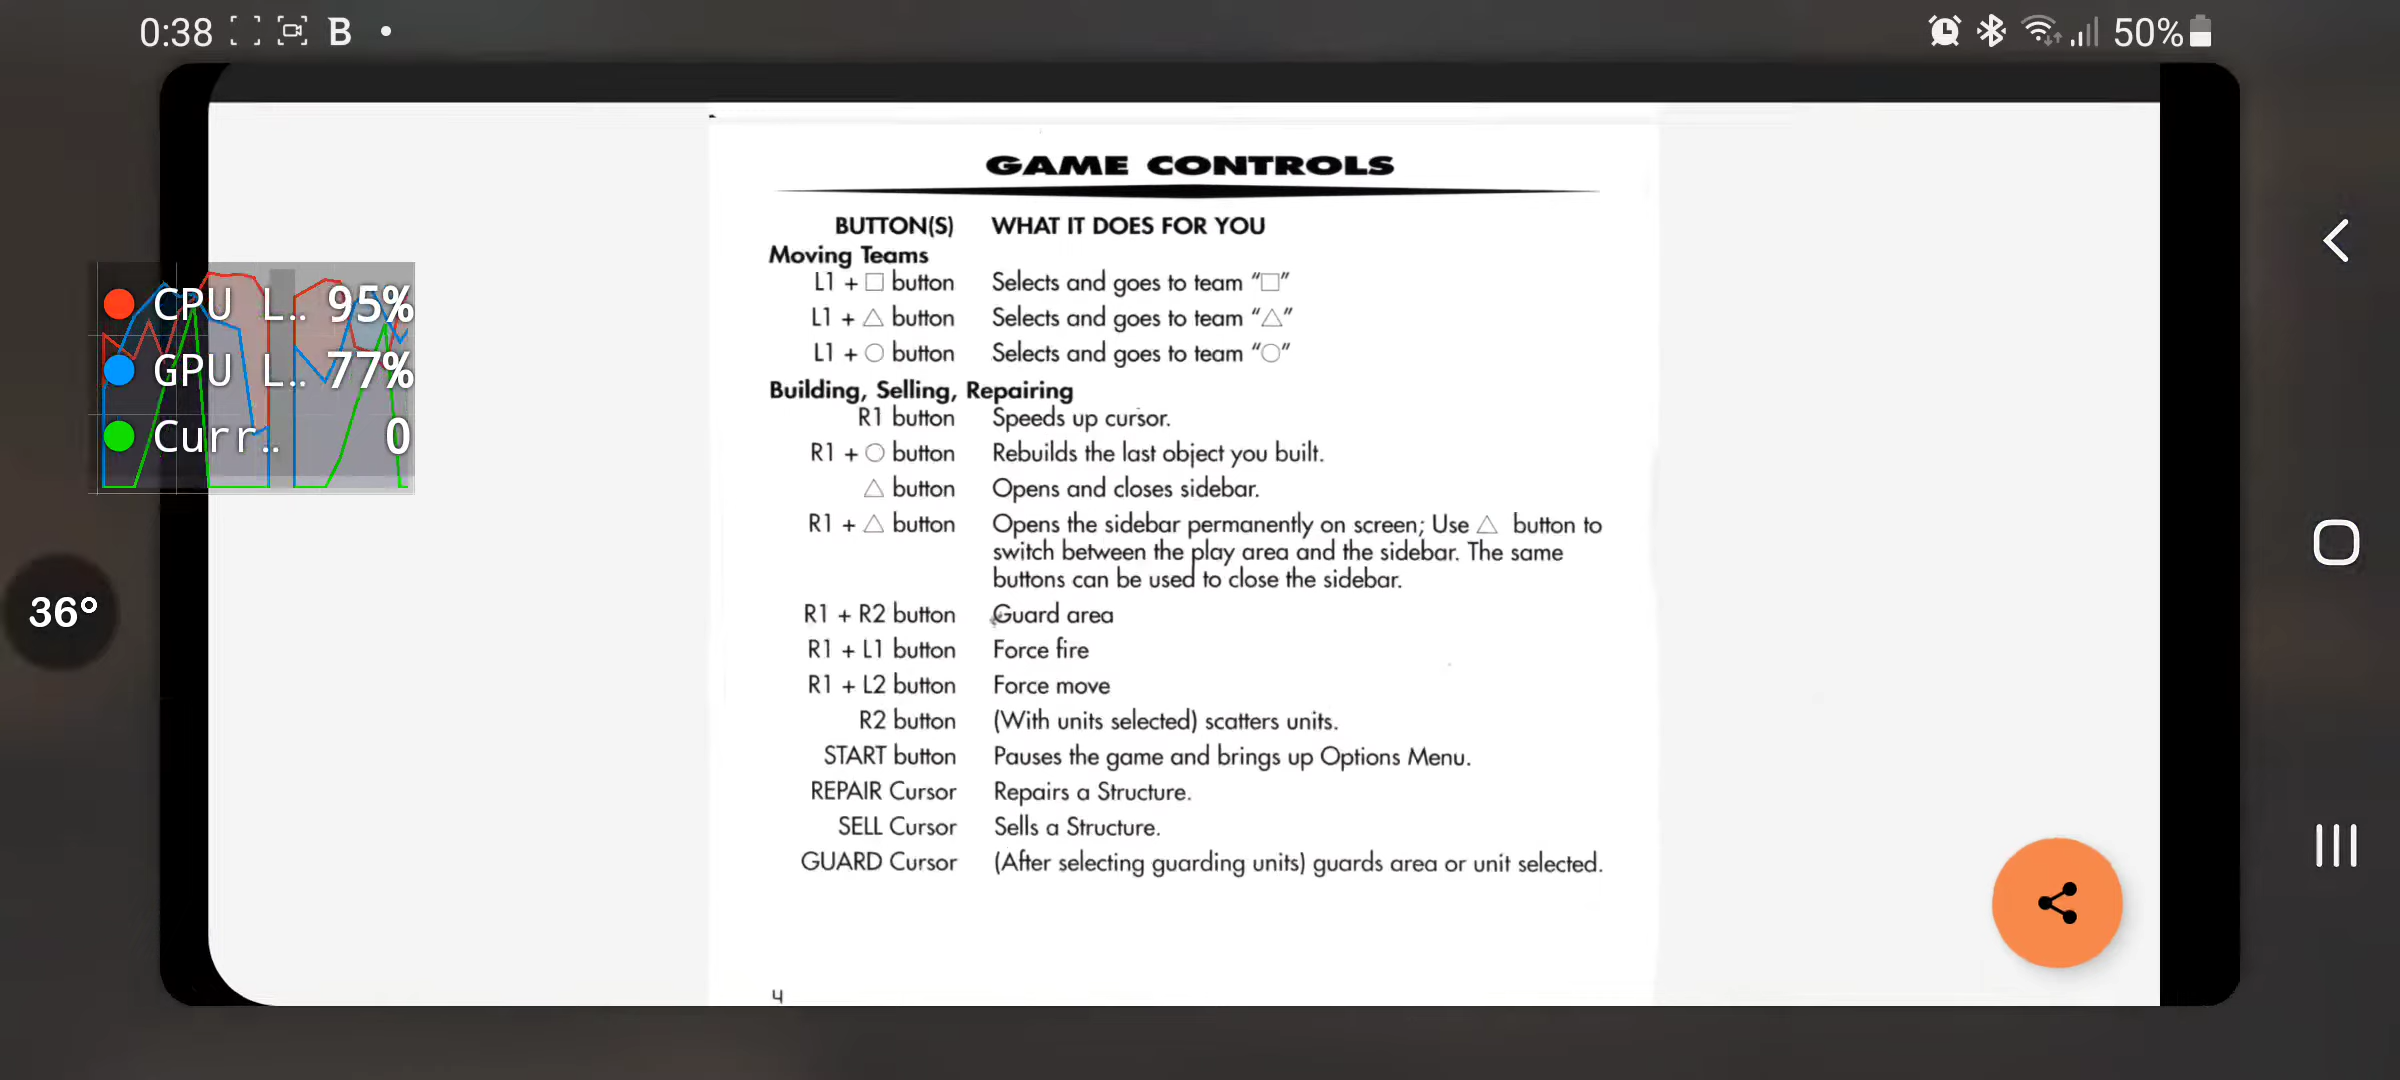 0:38 B 50%
GAME CONTROLS
BUTTON(S) WHAT IT DOES FOR YOU
Moving Teams
L1 + □ button Selects and goes to team “□”
L1 + △ button Selects and goes to team “△”
L1 + ○ button Selects and goes to team “○”
Building, Selling, Repairing
R1 button Speeds up cursor.
R1 + ○ button Rebuilds the last object you built.
△ button Opens and closes sidebar.
R1 + △ button Opens the sidebar permanently on screen; Use △ button to
switch between the play area and the sidebar. The same
buttons can be used to close the sidebar.
R1 + R2 button Guard area
R1 + L1 button Force fire
R1 + L2 button Force move
R2 button (With units selected) scatters units.
START button Pauses the game and brings up Options Menu.
REPAIR Cursor Repairs a Structure.
SELL Cursor Sells a Structure.
GUARD Cursor (After selecting guarding units) guards area or unit selected.
4
CPU L.. 95%
GPU L.. 77%
Curr.. 0
36°